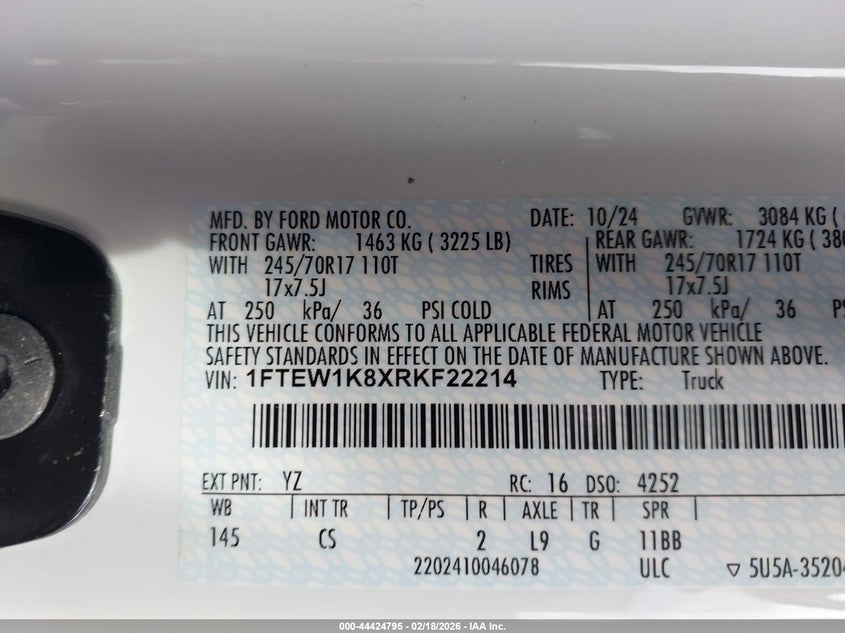 MFD. BY FORD MOTOR CO. DATE: 10/24 GVWR: 3084 KG (
FRONT GAWR: 1463 KG ( 3225 LB) REAR GAWR: 1724 KG ( 380
WITH 245/70R17 110T TIRES WITH 245/70R17 110T
17x7.5J RIMS 17x7.5J
AT 250 kPa/ 36 PSI COLD AT 250 kPa/ 36 PS
THIS VEHICLE CONFORMS TO ALL APPLICABLE FEDERAL MOTOR VEHICLE
SAFETY STANDARDS IN EFFECT ON THE DATE OF MANUFACTURE SHOWN ABOVE.
VIN: 1FTEW1K8XRKF22214 TYPE: Truck
EXT PNT: YZ RC: 16 DSO: 4252
WB | INT TR | TP/PS | R | AXLE | TR | SPR
145 CS 2 L9 G 11BB
2202410046078 ULC ▽ 5U5A-35204
000-44424795 - 02/18/2026 - IAA Inc.